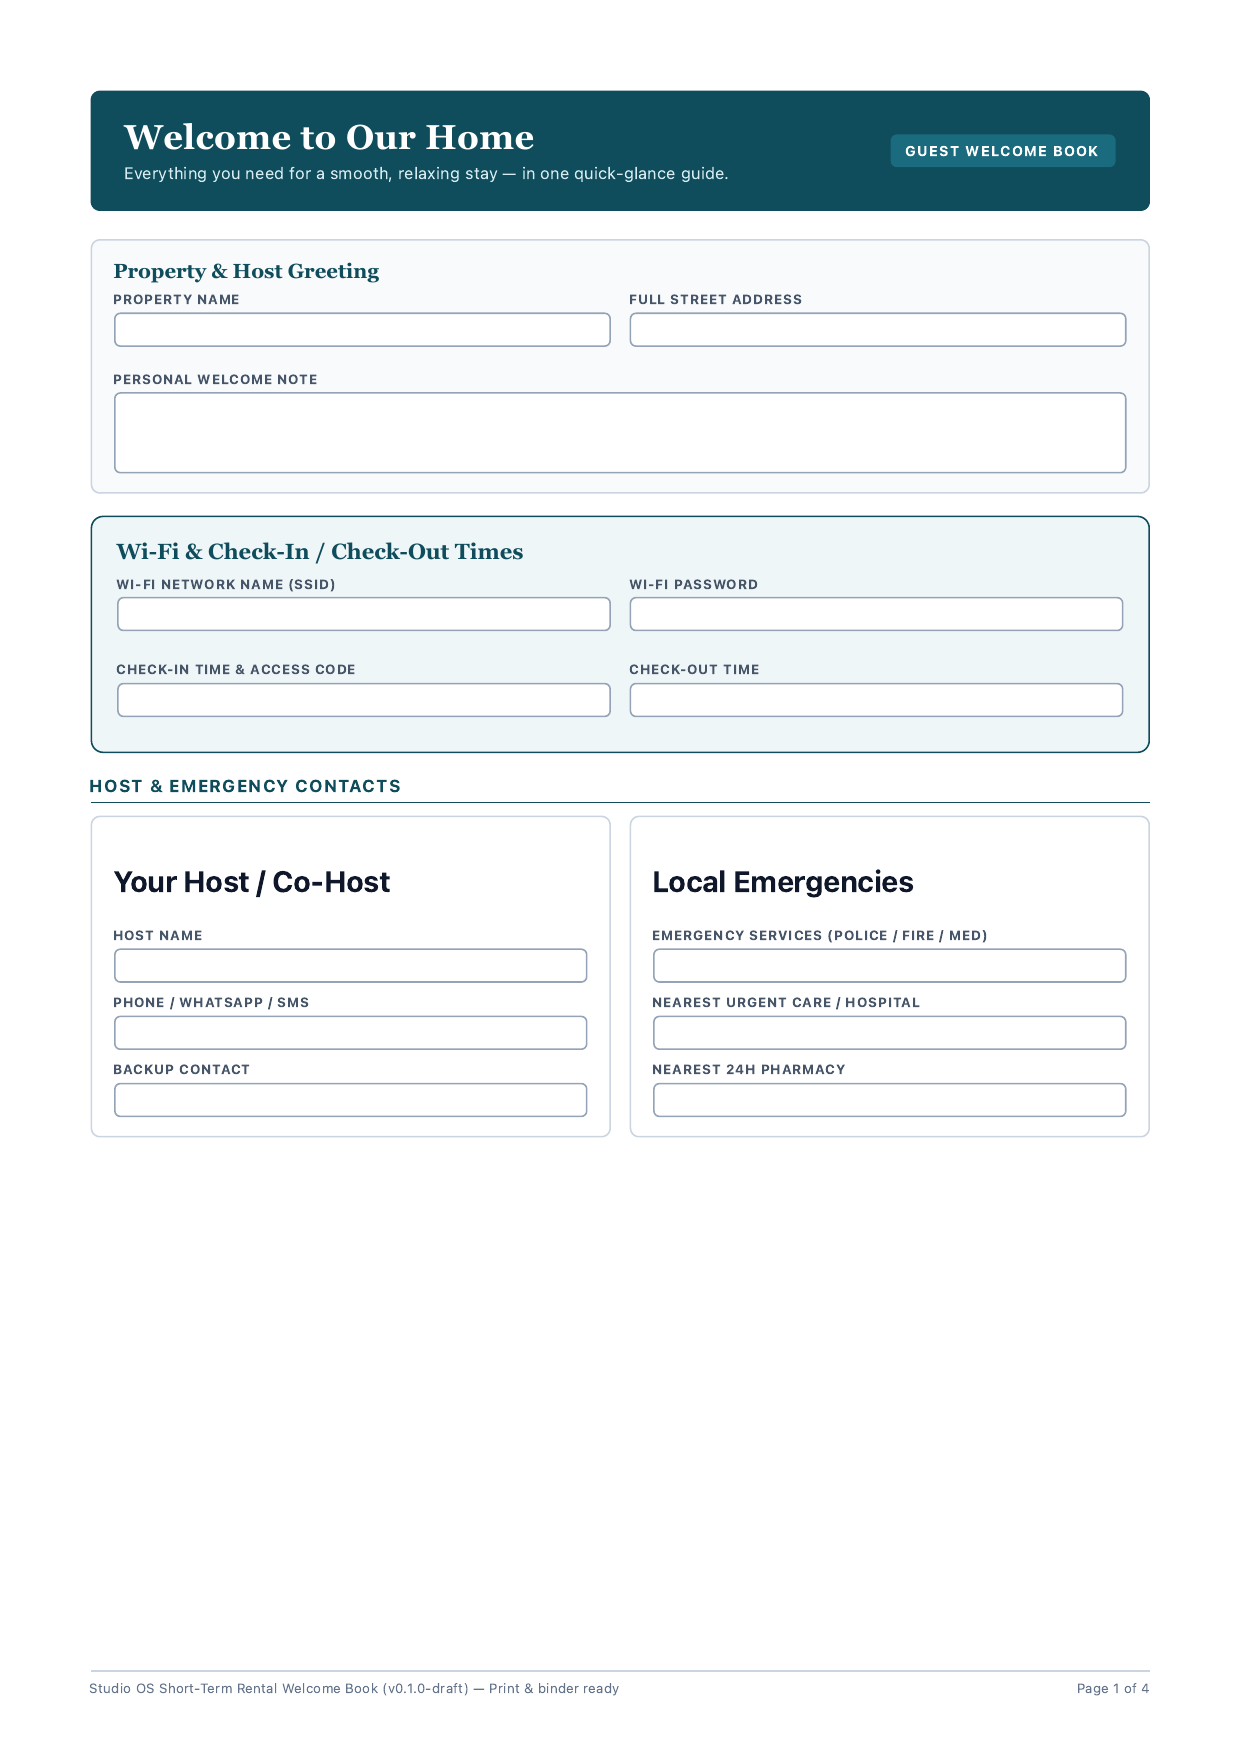 Welcome to Our Home
Everything you need for a smooth, relaxing stay — in one quick-glance guide.
GUEST WELCOME BOOK
Property & Host Greeting
PROPERTY NAME
FULL STREET ADDRESS
PERSONAL WELCOME NOTE
Wi-Fi & Check-In / Check-Out Times
WI-FI NETWORK NAME (SSID)
WI-FI PASSWORD
CHECK-IN TIME & ACCESS CODE
CHECK-OUT TIME
HOST & EMERGENCY CONTACTS
Your Host / Co-Host
HOST NAME
PHONE / WHATSAPP / SMS
BACKUP CONTACT
Local Emergencies
EMERGENCY SERVICES (POLICE / FIRE / MED)
NEAREST URGENT CARE / HOSPITAL
NEAREST 24H PHARMACY
Studio OS Short-Term Rental Welcome Book (v0.1.0-draft) — Print & binder ready
Page 1 of 4